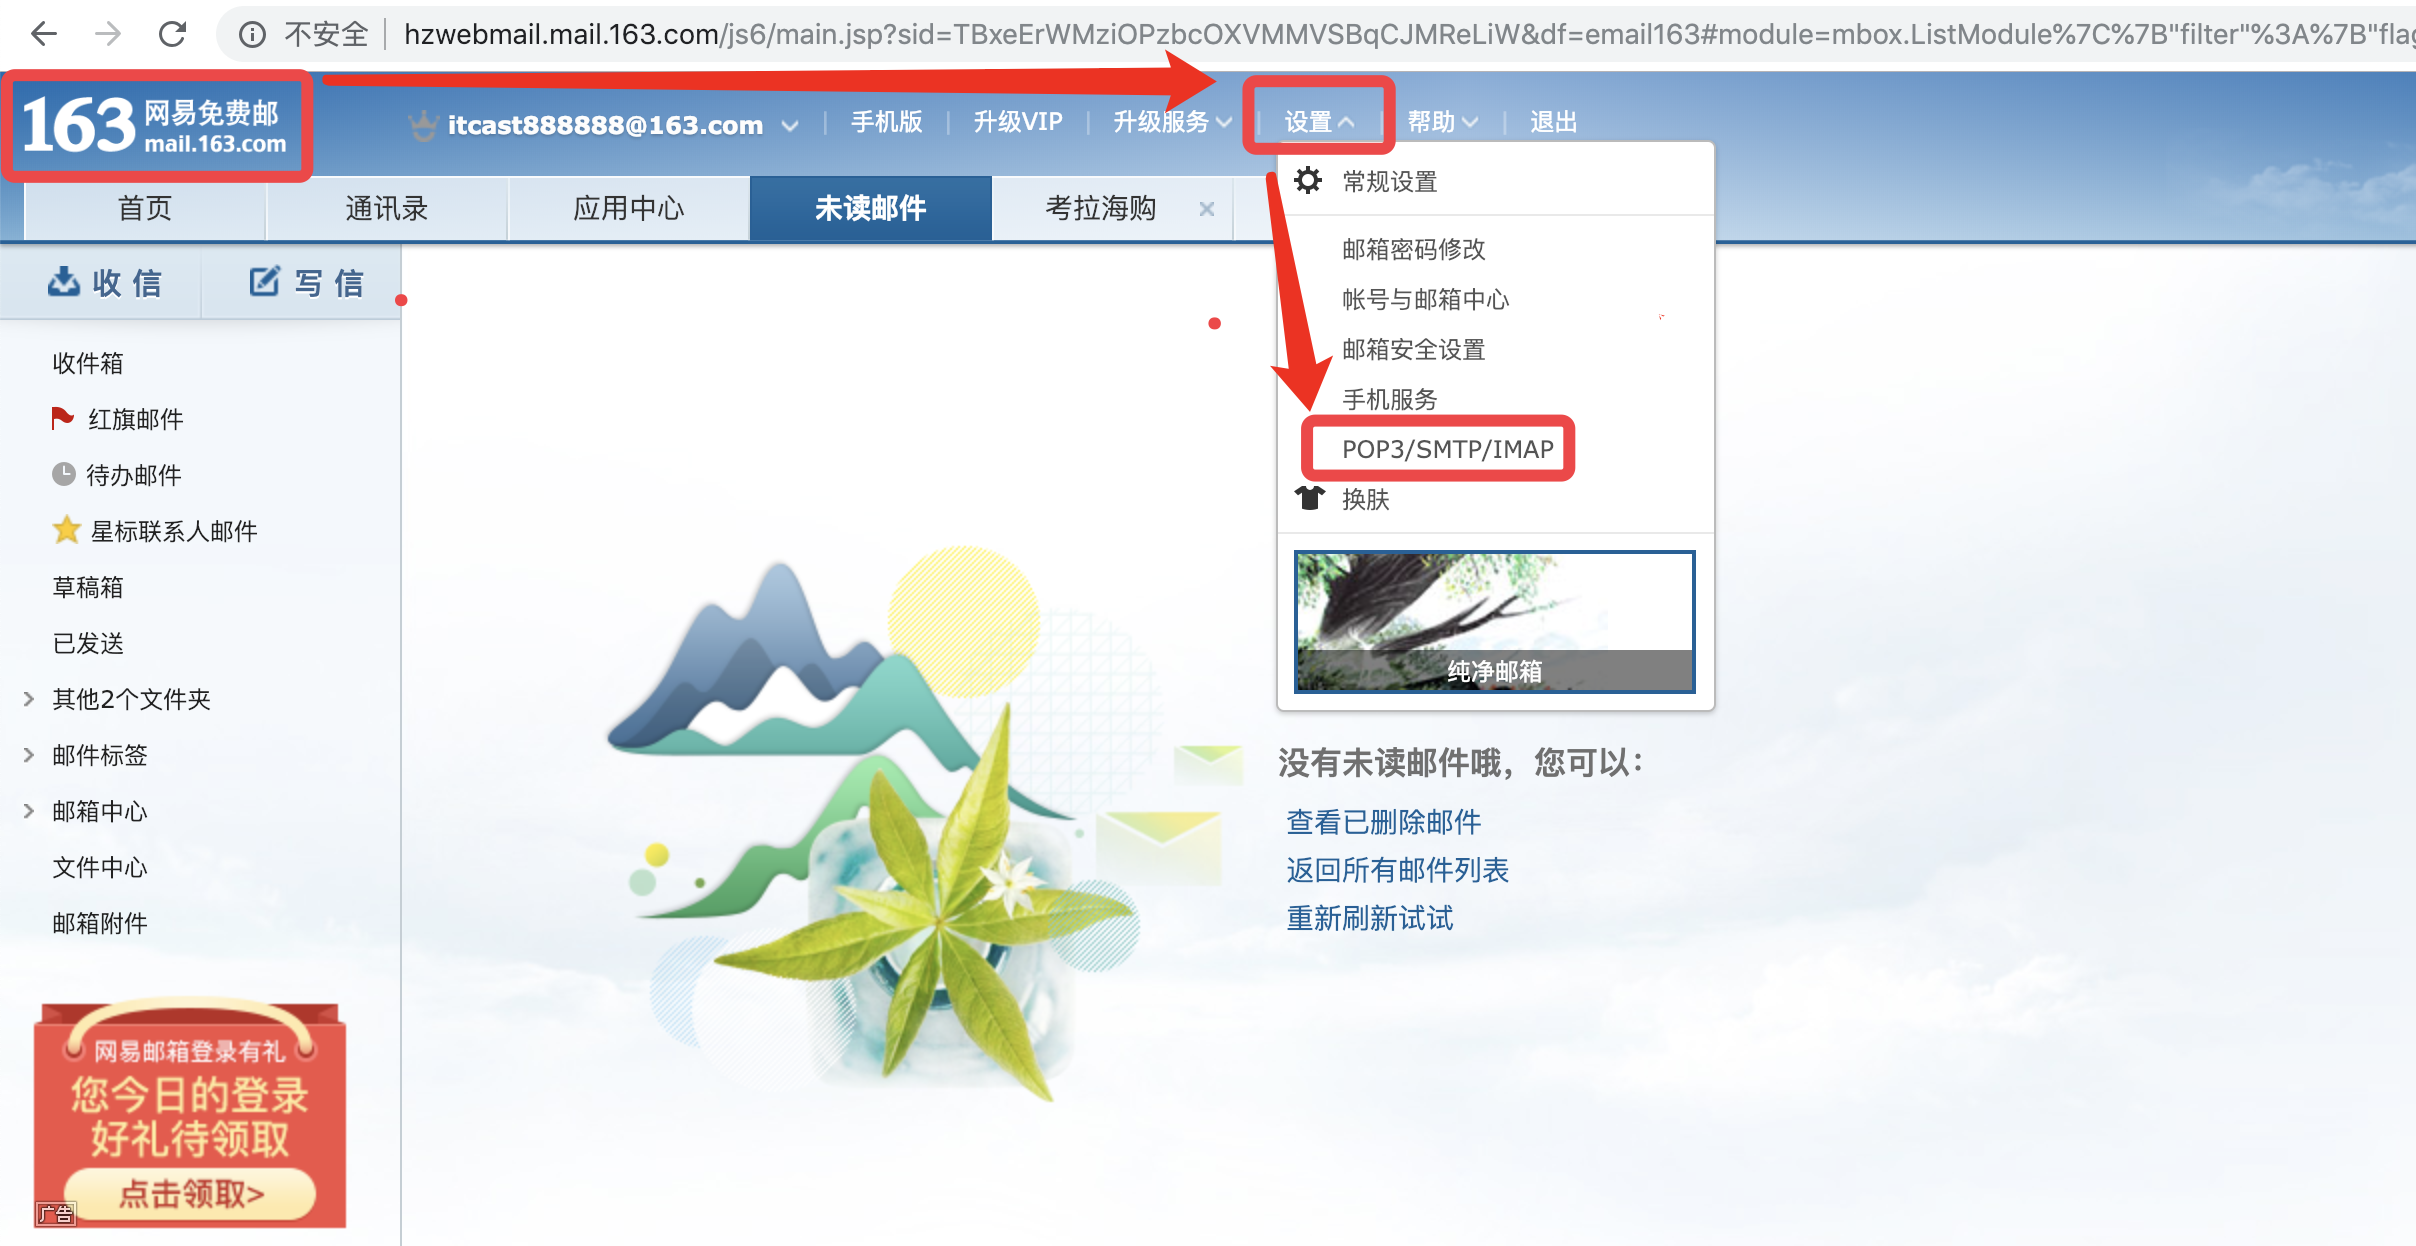 不安全 hzwebmail.mail.163.com/js6/main.jsp?sid=TBxeErWMziOPzbcOXVMMVSBqCJMReLiW&df=email163#module=mbox.ListModule%7C%7B"filter"%3A%7B"flag
163 网易免费邮
mail.163.com
itcast888888@163.com
手机版
升级VIP
升级服务
设置
帮助
退出
首页
通讯录
应用中心
未读邮件
考拉海购
收信
写信
收件箱
红旗邮件
待办邮件
星标联系人邮件
草稿箱
已发送
其他2个文件夹
邮件标签
邮箱中心
文件中心
邮箱附件
常规设置
邮箱密码修改
帐号与邮箱中心
邮箱安全设置
手机服务
POP3/SMTP/IMAP
换肤
纯净邮箱
没有未读邮件哦，您可以：
查看已删除邮件
返回所有邮件列表
重新刷新试试
网易邮箱登录有礼
您今日的登录
好礼待领取
点击领取>
广告